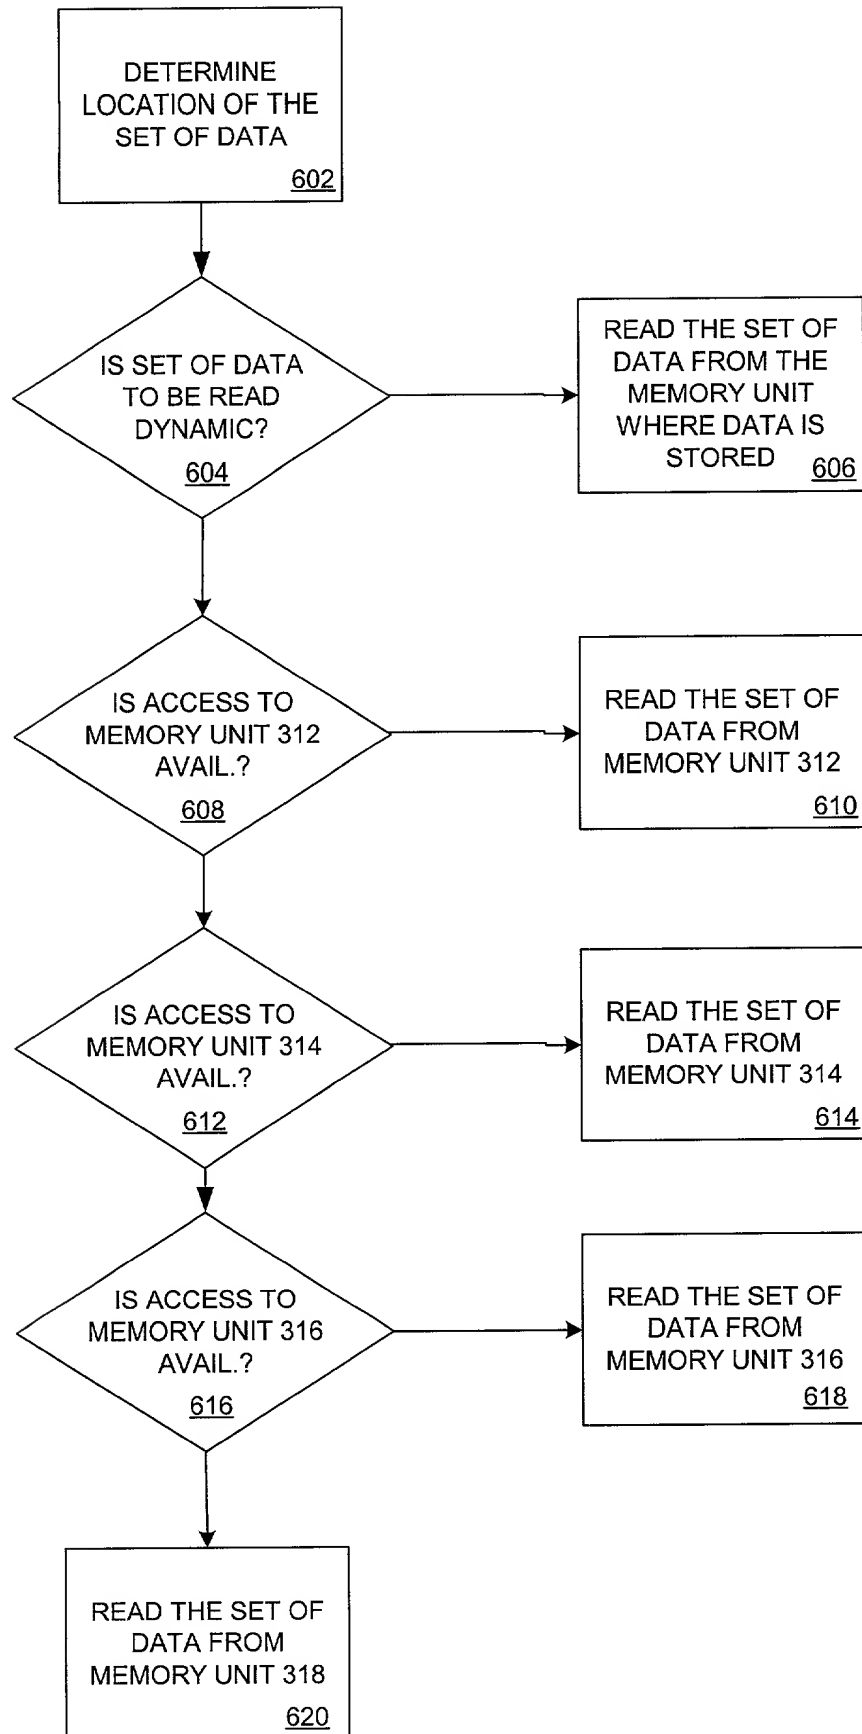 DETERMINE
LOCATION OF THE
SET OF DATA
602
IS SET OF DATA
TO BE READ
DYNAMIC?
604
READ THE SET OF
DATA FROM THE
MEMORY UNIT
WHERE DATA IS
STORED
606
IS ACCESS TO
MEMORY UNIT 312
AVAIL.?
608
READ THE SET OF
DATA FROM
MEMORY UNIT 312
610
IS ACCESS TO
MEMORY UNIT 314
AVAIL.?
612
READ THE SET OF
DATA FROM
MEMORY UNIT 314
614
IS ACCESS TO
MEMORY UNIT 316
AVAIL.?
616
READ THE SET OF
DATA FROM
MEMORY UNIT 316
618
READ THE SET OF
DATA FROM
MEMORY UNIT 318
620